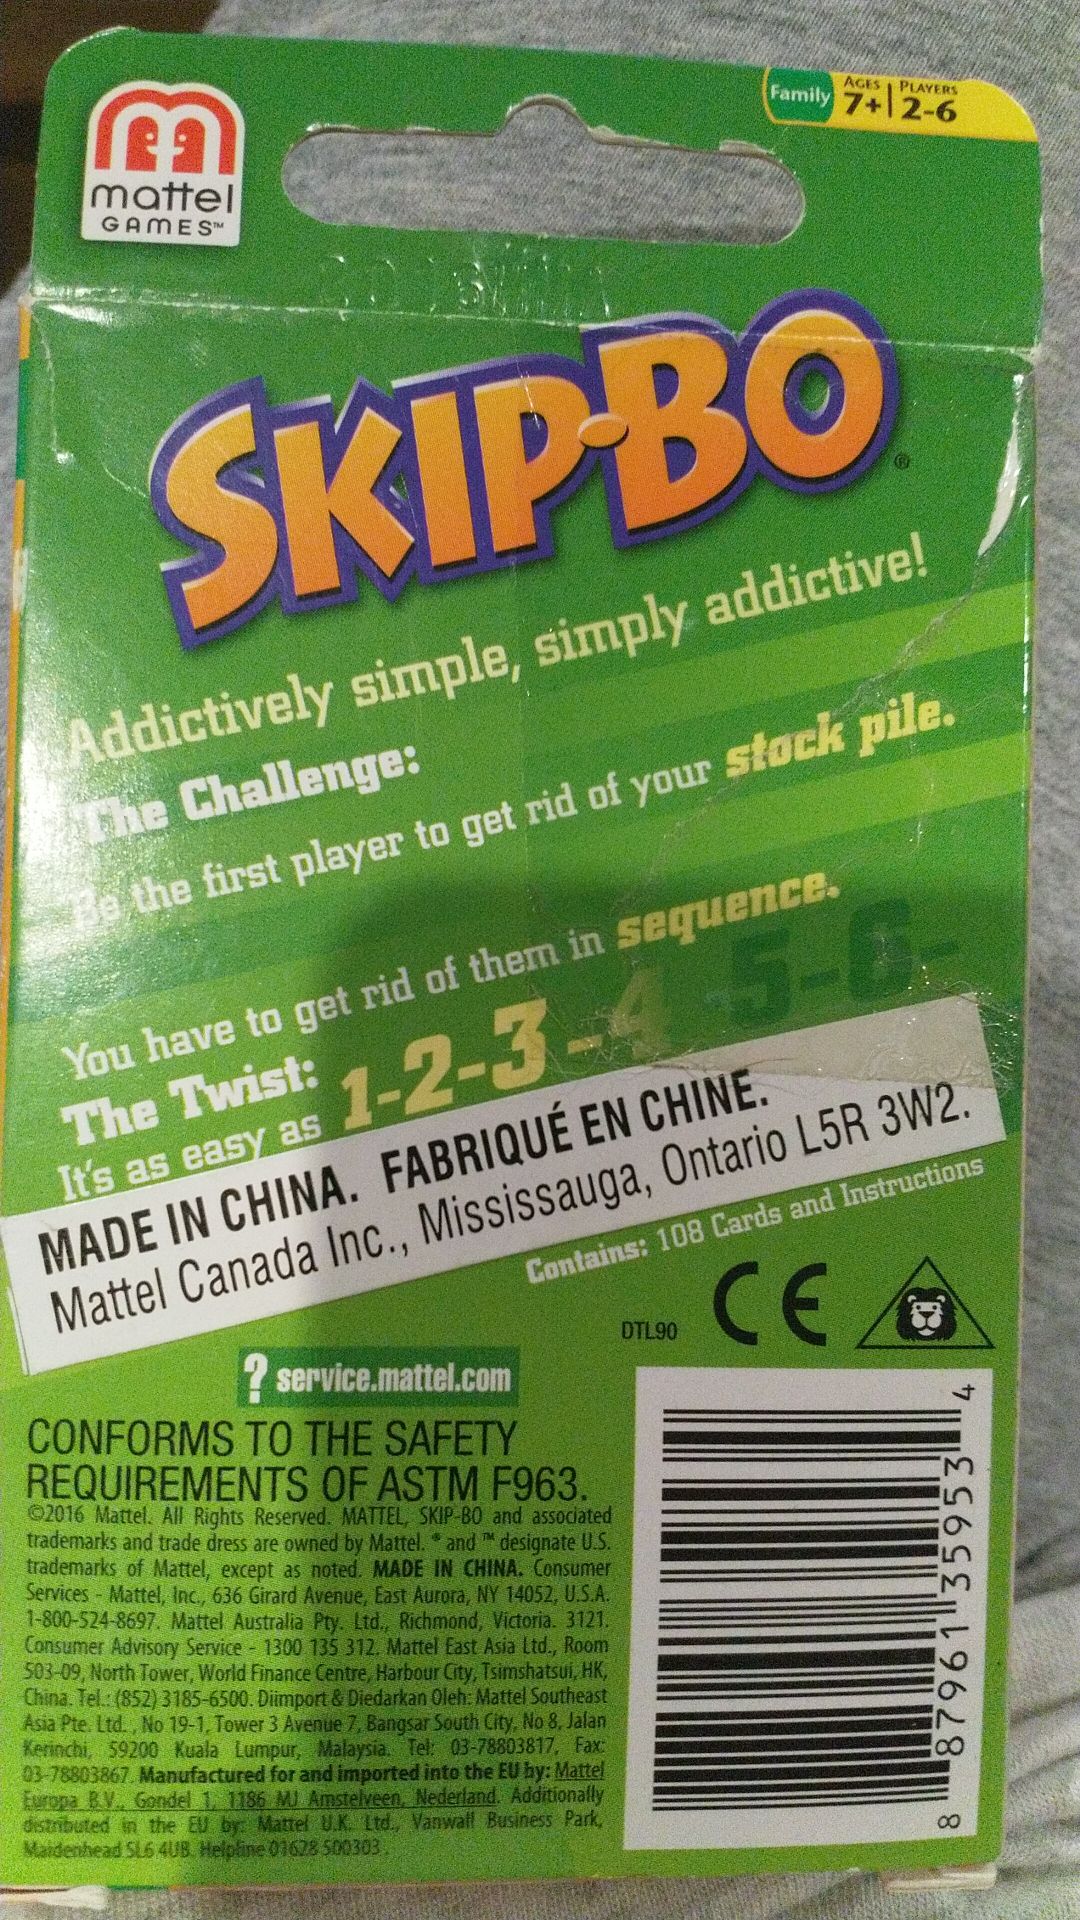 mattel
GAMES™
Family
AGES
7+
PLAYERS
2-6
SKIP-BO®
Addictively simple, simply addictive!
The Challenge:
Be the first player to get rid of your stock pile.
The Twist:
You have to get rid of them in sequence.
It's as easy as 1-2-3-4-5-6-
MADE IN CHINA. FABRIQUÉ EN CHINE.
Mattel Canada Inc., Mississauga, Ontario L5R 3W2.
Contains: 108 Cards and Instructions
DTL90
CE
? service.mattel.com
CONFORMS TO THE SAFETY
REQUIREMENTS OF ASTM F963.
©2016 Mattel. All Rights Reserved. MATTEL, SKIP-BO and associated
trademarks and trade dress are owned by Mattel. ® and ™ designate U.S.
trademarks of Mattel, except as noted. MADE IN CHINA. Consumer
Services - Mattel, Inc., 636 Girard Avenue, East Aurora, NY 14052, U.S.A.
1-800-524-8697. Mattel Australia Pty. Ltd., Richmond, Victoria. 3121.
Consumer Advisory Service - 1300 135 312. Mattel East Asia Ltd., Room
503-09, North Tower, World Finance Centre, Harbour City, Tsimshatsui, HK,
China. Tel.: (852) 3185-6500. Diimport & Diedarkan Oleh: Mattel Southeast
Asia Pte. Ltd., No 19-1, Tower 3 Avenue 7, Bangsar South City, No 8, Jalan
Kerinchi, 59200 Kuala Lumpur, Malaysia. Tel: 03-78803817, Fax:
03-78803867. Manufactured for and imported into the EU by: Mattel
Europa B.V., Gondel 1, 1186 MJ Amstelveen, Nederland. Additionally
distributed in the EU by: Mattel U.K. Ltd., Vanwall Business Park,
Maidenhead SL6 4UB. Helpline 01628 500303.
8 87961 35953 4